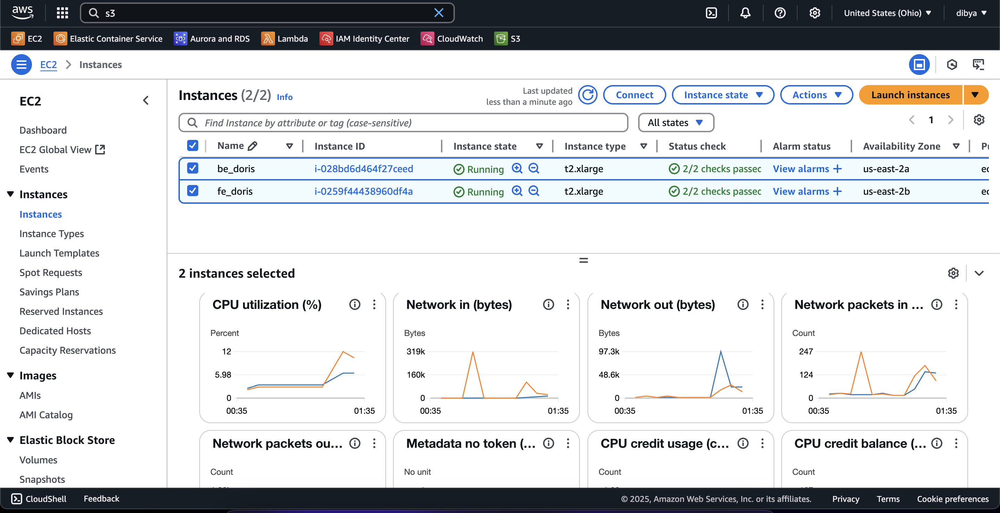 aws s3 United States (Ohio) dibya
EC2 Elastic Container Service Aurora and RDS Lambda IAM Identity Center CloudWatch S3
EC2 Instances
EC2
Dashboard
EC2 Global View
Events
Instances
Instances
Instance Types
Launch Templates
Spot Requests
Savings Plans
Reserved Instances
Dedicated Hosts
Capacity Reservations
Images
AMIs
AMI Catalog
Elastic Block Store
Volumes
Snapshots
Instances (2/2) Info
Last updated
less than a minute ago
Connect Instance state Actions Launch instances
Find Instance by attribute or tag (case-sensitive) All states 1
Name Instance ID Instance state Instance type Status check Alarm status Availability Zone
be_doris i-028bd6d464f27ceed Running t2.xlarge 2/2 checks passec View alarms + us-east-2a
fe_doris i-0259f44438960df4a Running t2.xlarge 2/2 checks passec View alarms + us-east-2b
2 instances selected
CPU utilization (%)
Percent
12
5.98
0
00:35 01:35
Network in (bytes)
Bytes
319k
160k
0
00:35 01:35
Network out (bytes)
Bytes
97.3k
48.6k
0
00:35 01:35
Network packets in ...
Count
247
124
0
00:35 01:35
Network packets ou...
Count
Metadata no token (...
No unit
CPU credit usage (c...
Count
CPU credit balance (...
Count
CloudShell Feedback © 2025, Amazon Web Services, Inc. or its affiliates. Privacy Terms Cookie preferences